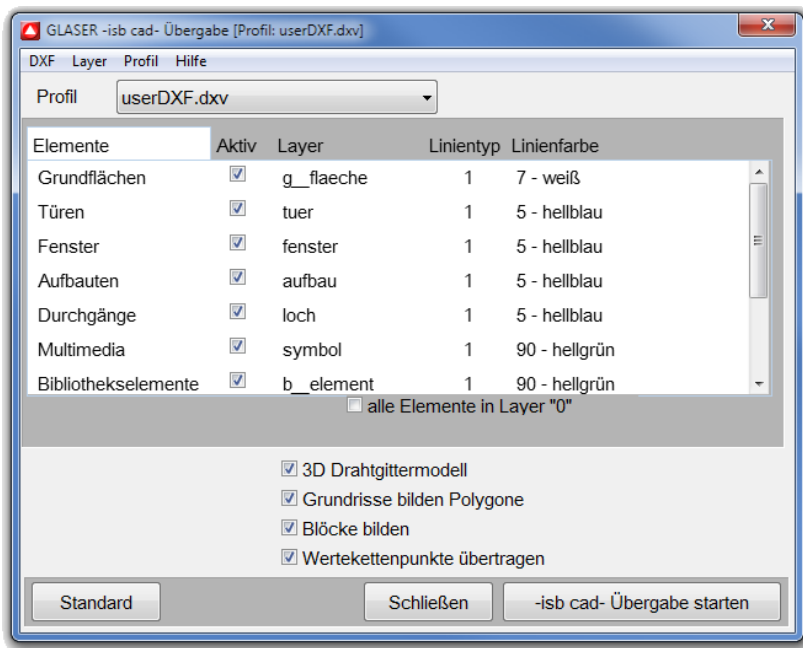 GLASER -isb cad- Übergabe [Profil: userDXF.dxv]
DXF Layer Profil Hilfe
Profil userDXF.dxv
Elemente Aktiv Layer Linientyp Linienfarbe
Grundflächen g__flaeche 1 7 - weiß
Türen tuer 1 5 - hellblau
Fenster fenster 1 5 - hellblau
Aufbauten aufbau 1 5 - hellblau
Durchgänge loch 1 5 - hellblau
Multimedia symbol 1 90 - hellgrün
Bibliothekselemente b__element 1 90 - hellgrün
alle Elemente in Layer "0"
3D Drahtgittermodell
Grundrisse bilden Polygone
Blöcke bilden
Wertekettenpunkte übertragen
Standard Schließen -isb cad- Übergabe starten